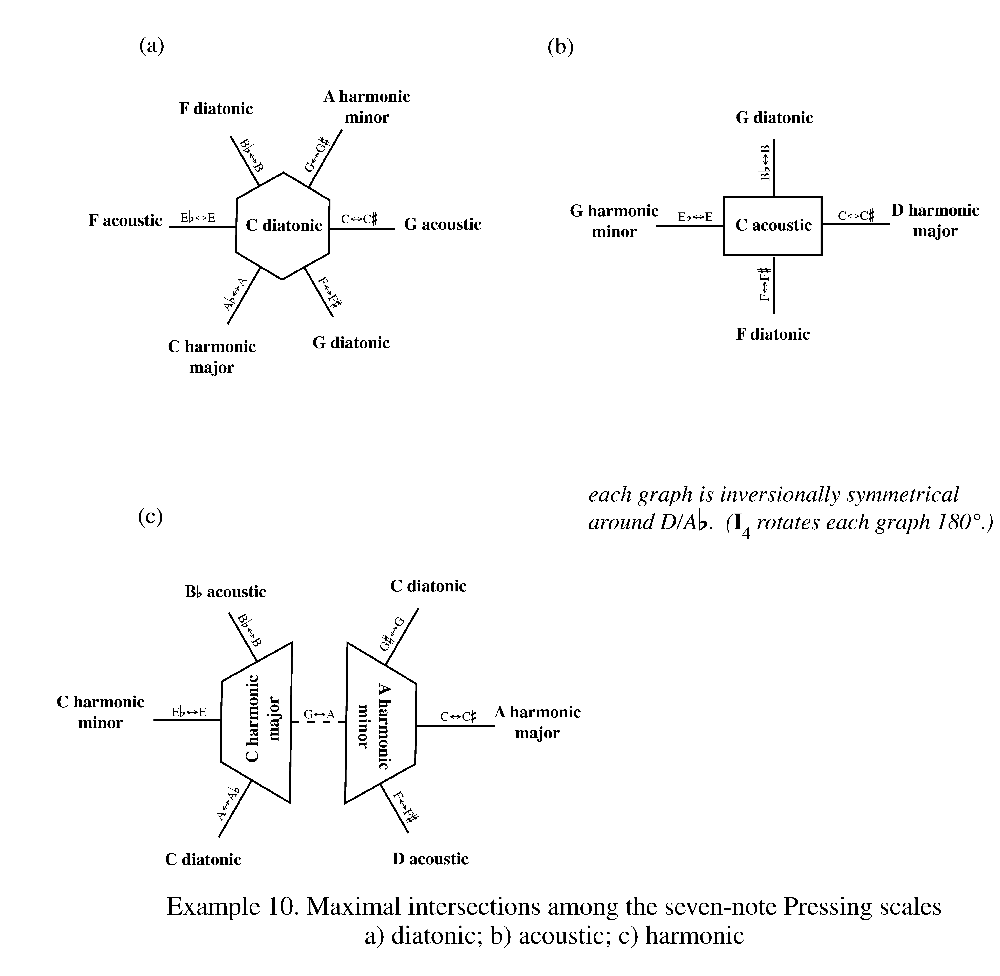 (a)
F diatonic
A harmonic
minor
B♭↔B
G↔G♯
F acoustic
E♭↔E
C diatonic
C↔C♯
G acoustic
A♭↔A
F↔F♯
C harmonic
major
G diatonic
(b)
G diatonic
B♭↔B
G harmonic
minor
E♭↔E
C acoustic
C↔C♯
D harmonic
major
F↔F♯
F diatonic
each graph is inversionally symmetrical
around D/A♭. (I4 rotates each graph 180°.)
(c)
B♭ acoustic
C diatonic
B♭↔B
G♯↔G
C harmonic
minor
E♭↔E
C harmonic
major
G↔A
A harmonic
minor
C↔C♯
A harmonic
major
A↔A♭
F↔F♯
C diatonic
D acoustic
Example 10. Maximal intersections among the seven-note Pressing scales
a) diatonic; b) acoustic; c) harmonic